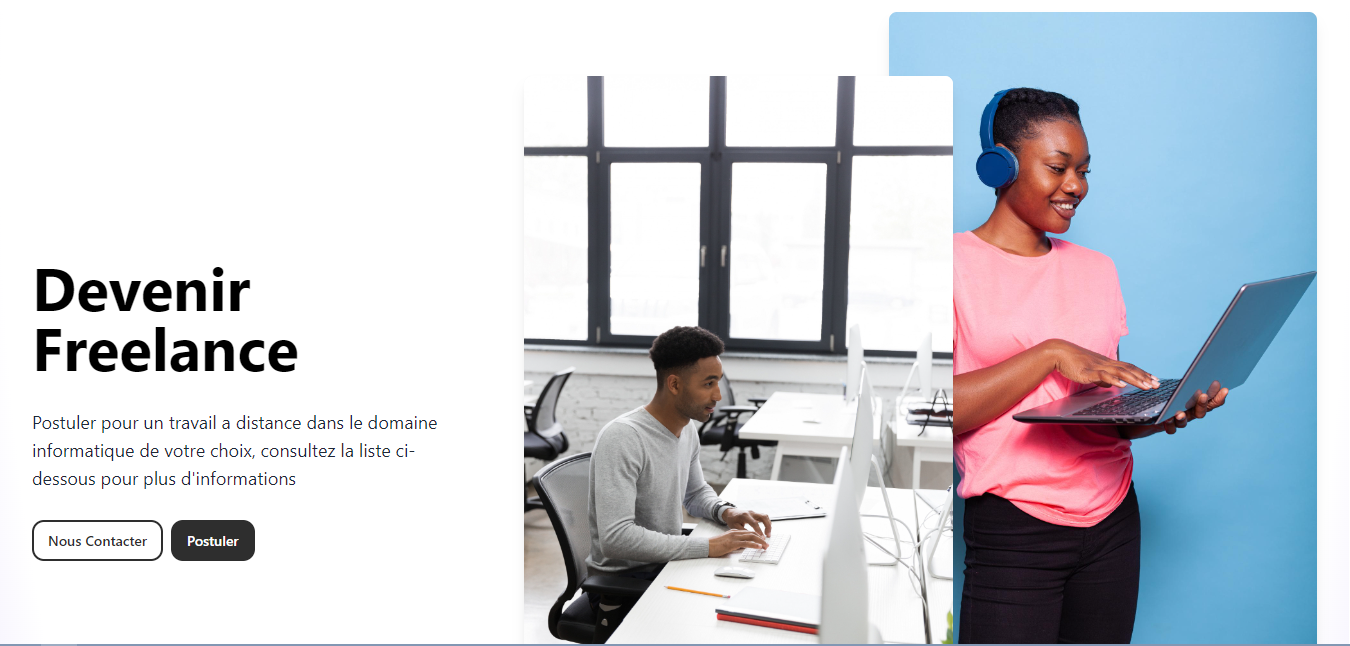 Devenir
Freelance
Postuler pour un travail a distance dans le domaine
informatique de votre choix, consultez la liste ci-
dessous pour plus d'informations
Nous Contacter
Postuler